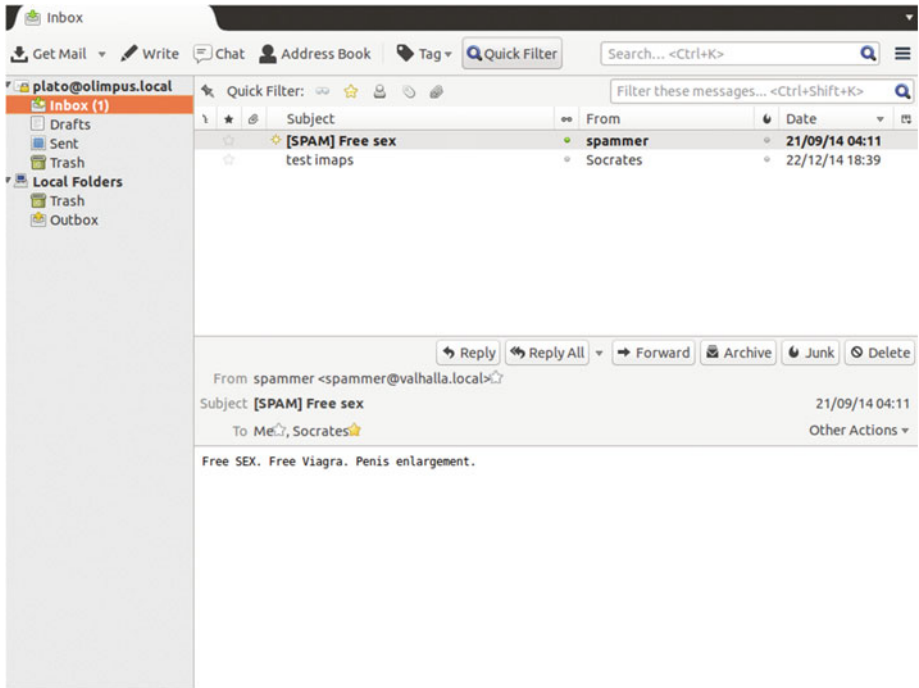 Inbox
Get Mail Write Chat Address Book Tag Quick Filter Search... <Ctrl+K>
plato@olimpus.local
Inbox (1)
Drafts
Sent
Trash
Local Folders
Trash
Outbox
Quick Filter: Filter these messages... <Ctrl+Shift+K>
Subject From Date
[SPAM] Free sex spammer 21/09/14 04:11
test imaps Socrates 22/12/14 18:39
Reply Reply All Forward Archive Junk Delete
From spammer <spammer@valhalla.local>
Subject [SPAM] Free sex 21/09/14 04:11
To Me, Socrates Other Actions
Free SEX. Free Viagra. Penis enlargement.